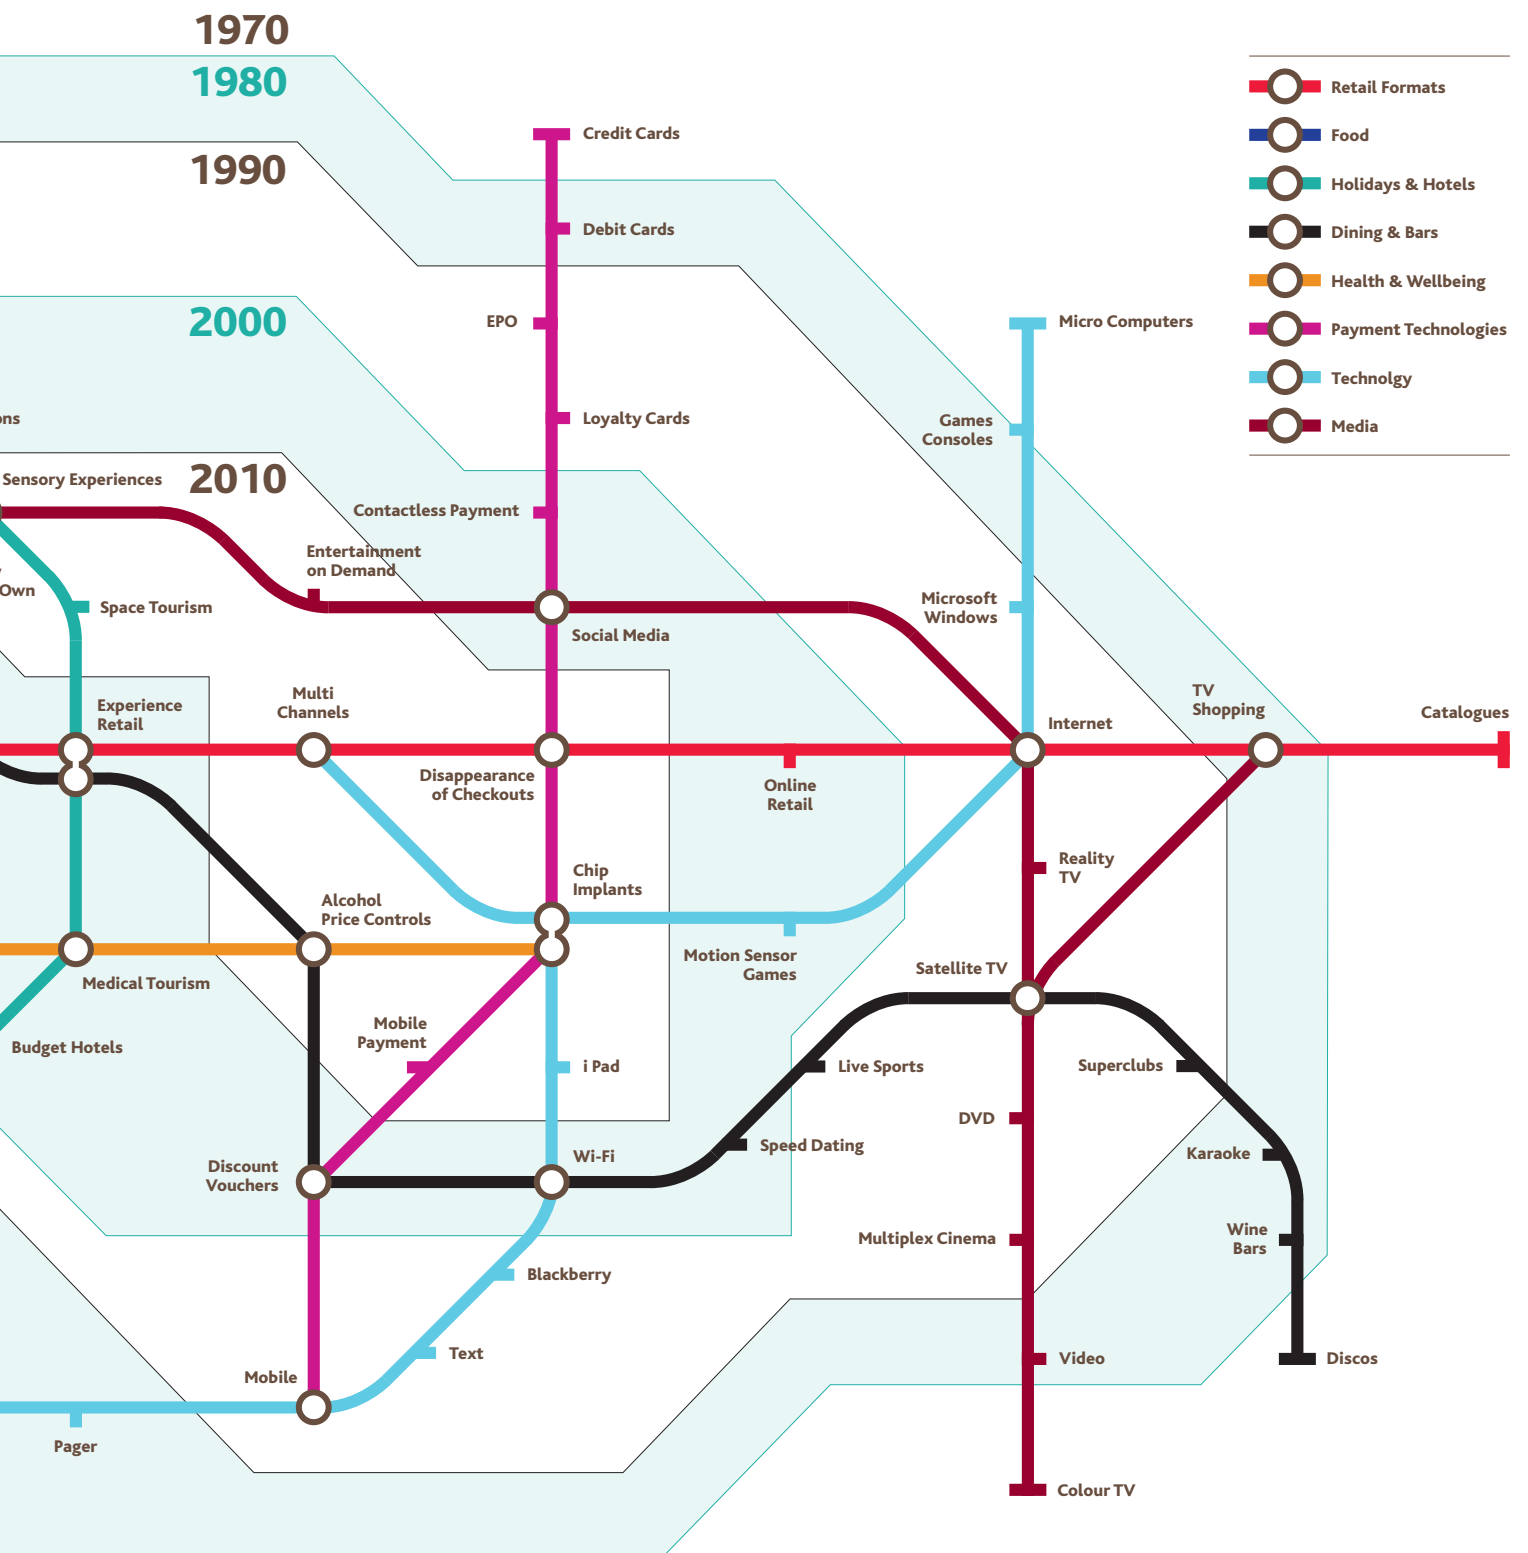 1970
1980
1990
2000
2010
Retail Formats
Food
Holidays & Hotels
Dining & Bars
Health & Wellbeing
Payment Technologies
Technolgy
Media
Credit Cards
Debit Cards
EPO
Loyalty Cards
Contactless Payment
Micro Computers
Games
Consoles
Microsoft
Windows
ons
Sensory Experiences
Entertainment
on Demand
Own
Space Tourism
Social Media
Experience
Retail
Multi
Channels
Disappearance
of Checkouts
Online
Retail
Internet
TV
Shopping
Catalogues
Chip
Implants
Alcohol
Price Controls
Reality
TV
Motion Sensor
Games
Satellite TV
Medical Tourism
Budget Hotels
Mobile
Payment
i Pad
Live Sports
Superclubs
DVD
Speed Dating
Karaoke
Discount
Vouchers
Wi-Fi
Multiplex Cinema
Wine
Bars
Blackberry
Text
Video
Discos
Mobile
Pager
Colour TV